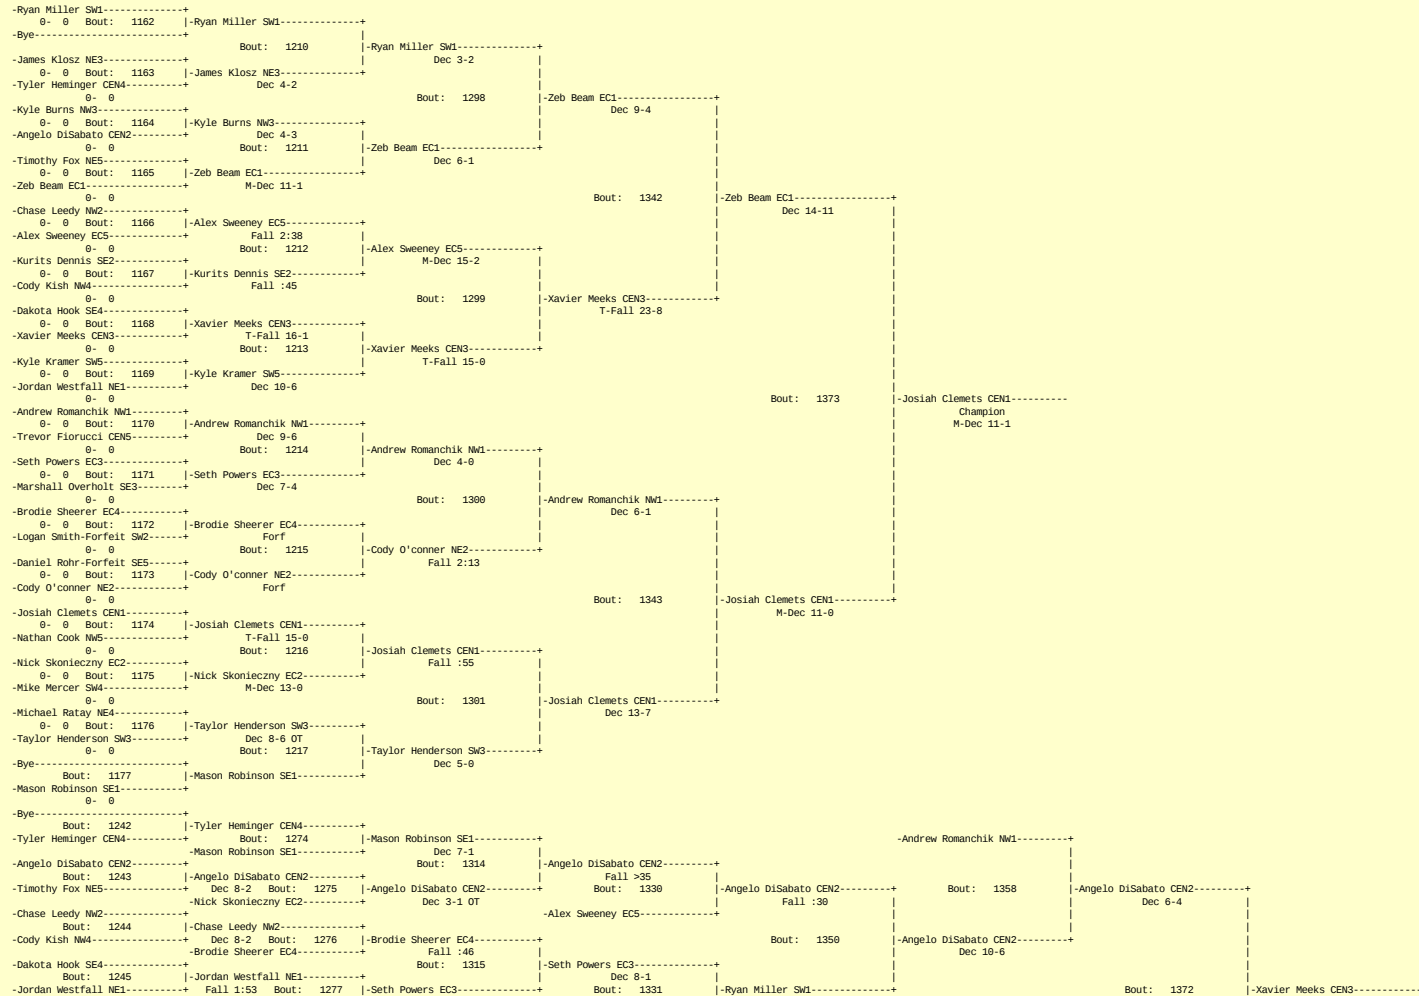 -Ryan Miller SW1--------------+
0- 0 Bout: 1162 |-Ryan Miller SW1--------------+
-Bye--------------------------+ |
Bout: 1210 |-Ryan Miller SW1--------------+
-James Klosz NE3--------------+ | Dec 3-2 |
0- 0 Bout: 1163 |-James Klosz NE3--------------+ |
-Tyler Heminger CEN4----------+ Dec 4-2 |
0- 0 Bout: 1298 |-Zeb Beam EC1-----------------+
-Kyle Burns NW3---------------+ | Dec 9-4 |
0- 0 Bout: 1164 |-Kyle Burns NW3---------------+ | |
-Angelo DiSabato CEN2---------+ Dec 4-3 | | |
0- 0 Bout: 1211 |-Zeb Beam EC1-----------------+ |
-Timothy Fox NE5--------------+ | Dec 6-1 |
0- 0 Bout: 1165 |-Zeb Beam EC1-----------------+ |
-Zeb Beam EC1-----------------+ M-Dec 11-1 |
0- 0 Bout: 1342 |-Zeb Beam EC1-----------------+
-Chase Leedy NW2--------------+ | Dec 14-11 |
0- 0 Bout: 1166 |-Alex Sweeney EC5-------------+ | |
-Alex Sweeney EC5-------------+ Fall 2:38 | | |
0- 0 Bout: 1212 |-Alex Sweeney EC5-------------+ | |
-Kurits Dennis SE2------------+ | M-Dec 15-2 | | |
0- 0 Bout: 1167 |-Kurits Dennis SE2------------+ | | |
-Cody Kish NW4----------------+ Fall :45 | | |
0- 0 Bout: 1299 |-Xavier Meeks CEN3------------+ |
-Dakota Hook SE4--------------+ | T-Fall 23-8 |
0- 0 Bout: 1168 |-Xavier Meeks CEN3------------+ | |
-Xavier Meeks CEN3------------+ T-Fall 16-1 | | |
0- 0 Bout: 1213 |-Xavier Meeks CEN3------------+ |
-Kyle Kramer SW5--------------+ | T-Fall 15-0 |
0- 0 Bout: 1169 |-Kyle Kramer SW5--------------+ |
-Jordan Westfall NE1----------+ Dec 10-6 |
0- 0 Bout: 1373 |-Josiah Clemets CEN1----------
-Andrew Romanchik NW1---------+ | Champion
0- 0 Bout: 1170 |-Andrew Romanchik NW1---------+ | M-Dec 11-1
-Trevor Fiorucci CEN5---------+ Dec 9-6 | |
0- 0 Bout: 1214 |-Andrew Romanchik NW1---------+ |
-Seth Powers EC3--------------+ | Dec 4-0 | |
0- 0 Bout: 1171 |-Seth Powers EC3--------------+ | |
-Marshall Overholt SE3--------+ Dec 7-4 | |
0- 0 Bout: 1300 |-Andrew Romanchik NW1---------+ |
-Brodie Sheerer EC4-----------+ | Dec 6-1 | |
0- 0 Bout: 1172 |-Brodie Sheerer EC4-----------+ | | |
-Logan Smith-Forfeit SW2------+ Forf | | | |
0- 0 Bout: 1215 |-Cody O'conner NE2------------+ | |
-Daniel Rohr-Forfeit SE5------+ | Fall 2:13 | |
0- 0 Bout: 1173 |-Cody O'conner NE2------------+ | |
-Cody O'conner NE2------------+ Forf | |
0- 0 Bout: 1343 |-Josiah Clemets CEN1----------+
-Josiah Clemets CEN1----------+ | M-Dec 11-0
0- 0 Bout: 1174 |-Josiah Clemets CEN1----------+ |
-Nathan Cook NW5--------------+ T-Fall 15-0 | |
0- 0 Bout: 1216 |-Josiah Clemets CEN1----------+ |
-Nick Skonieczny EC2----------+ | Fall :55 | |
0- 0 Bout: 1175 |-Nick Skonieczny EC2----------+ | |
-Mike Mercer SW4--------------+ M-Dec 13-0 | |
0- 0 Bout: 1301 |-Josiah Clemets CEN1----------+
-Michael Ratay NE4------------+ | Dec 13-7
0- 0 Bout: 1176 |-Taylor Henderson SW3---------+ |
-Taylor Henderson SW3---------+ Dec 8-6 OT | |
0- 0 Bout: 1217 |-Taylor Henderson SW3---------+
-Bye--------------------------+ | Dec 5-0
Bout: 1177 |-Mason Robinson SE1-----------+
-Mason Robinson SE1-----------+
0- 0
-Bye--------------------------+
Bout: 1242 |-Tyler Heminger CEN4----------+
-Tyler Heminger CEN4----------+ Bout: 1274 |-Mason Robinson SE1-----------+ -Andrew Romanchik NW1---------+
-Mason Robinson SE1-----------+ Dec 7-1 | |
-Angelo DiSabato CEN2---------+ Bout: 1314 |-Angelo DiSabato CEN2---------+ |
Bout: 1243 |-Angelo DiSabato CEN2---------+ | Fall >35 | |
-Timothy Fox NE5--------------+ Dec 8-2 Bout: 1275 |-Angelo DiSabato CEN2---------+ Bout: 1330 |-Angelo DiSabato CEN2---------+ Bout: 1358 |-Angelo DiSabato CEN2---------+
-Nick Skonieczny EC2----------+ Dec 3-1 OT | Fall :30 | | Dec 6-4 |
-Chase Leedy NW2--------------+ -Alex Sweeney EC5-------------+ | | |
Bout: 1244 |-Chase Leedy NW2--------------+ | | |
-Cody Kish NW4----------------+ Dec 8-2 Bout: 1276 |-Brodie Sheerer EC4-----------+ Bout: 1350 |-Angelo DiSabato CEN2---------+ |
-Brodie Sheerer EC4-----------+ Fall :46 | | Dec 10-6 |
-Dakota Hook SE4--------------+ Bout: 1315 |-Seth Powers EC3--------------+ | |
Bout: 1245 |-Jordan Westfall NE1----------+ | Dec 8-1 | | |
-Jordan Westfall NE1----------+ Fall 1:53 Bout: 1277 |-Seth Powers EC3--------------+ Bout: 1331 |-Ryan Miller SW1--------------+ Bout: 1372 |-Xavier Meeks CEN3------------